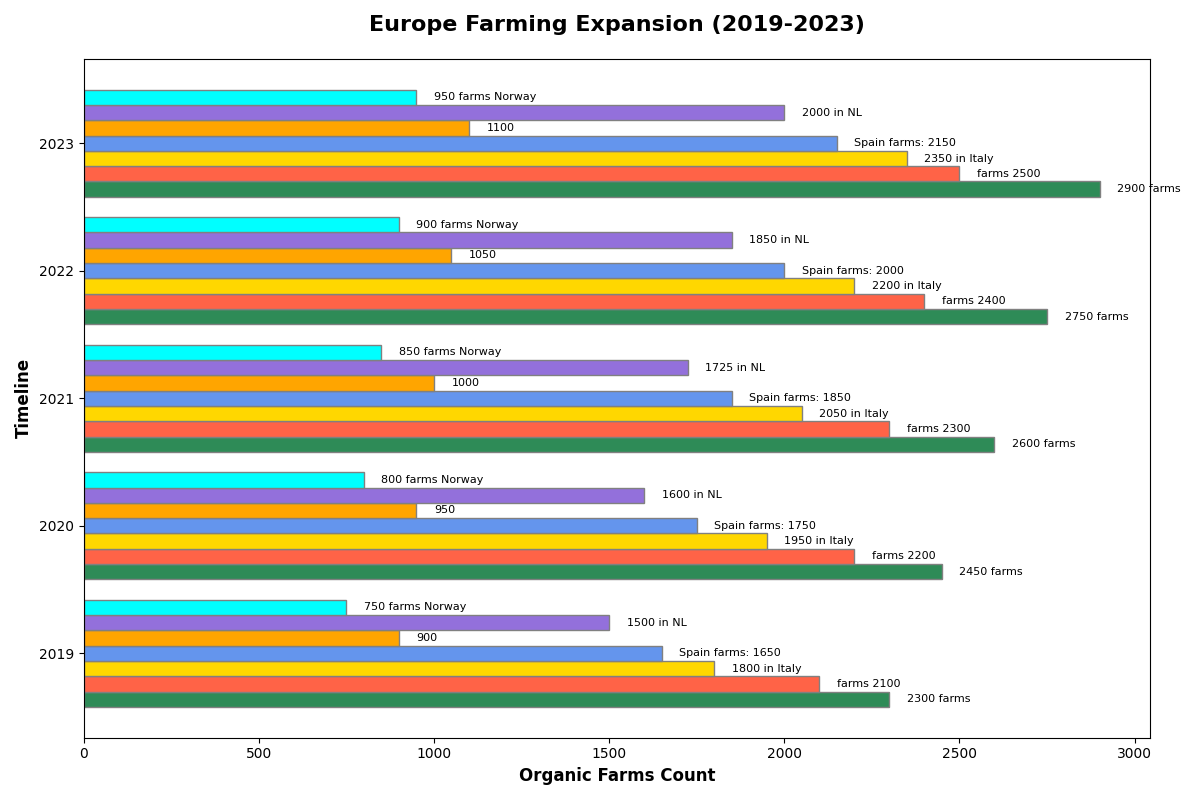 Europe Farming Expansion (2019-2023)
Timeline
2023
950 farms Norway
2000 in NL
1100
Spain farms: 2150
2350 in Italy
farms 2500
2900 farms
2022
900 farms Norway
1850 in NL
1050
Spain farms: 2000
2200 in Italy
farms 2400
2750 farms
2021
850 farms Norway
1725 in NL
1000
Spain farms: 1850
2050 in Italy
farms 2300
2600 farms
2020
800 farms Norway
1600 in NL
950
Spain farms: 1750
1950 in Italy
farms 2200
2450 farms
2019
750 farms Norway
1500 in NL
900
Spain farms: 1650
1800 in Italy
farms 2100
2300 farms
0 500 1000 1500 2000 2500 3000
Organic Farms Count